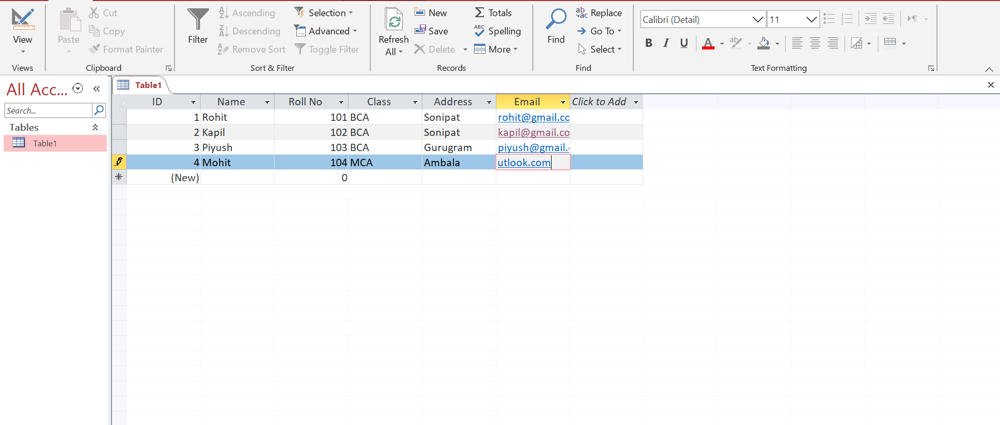 View
Views
Paste
Cut
Copy
Format Painter
Clipboard
Filter
Ascending
Descending
Remove Sort
Selection
Advanced
Toggle Filter
Sort & Filter
Refresh
All
New
Save
Delete
Totals
Spelling
More
Records
Find
Replace
Go To
Select
Find
Calibri (Detail) 11
B I U A
Text Formatting
All Acc...
Search...
Tables
Table1
Table1
ID Name Roll No Class Address Email Click to Add
1 Rohit 101 BCA Sonipat rohit@gmail.co
2 Kapil 102 BCA Sonipat kapil@gmail.co
3 Piyush 103 BCA Gurugram piyush@gmail.
4 Mohit 104 MCA Ambala utlook.com
(New) 0